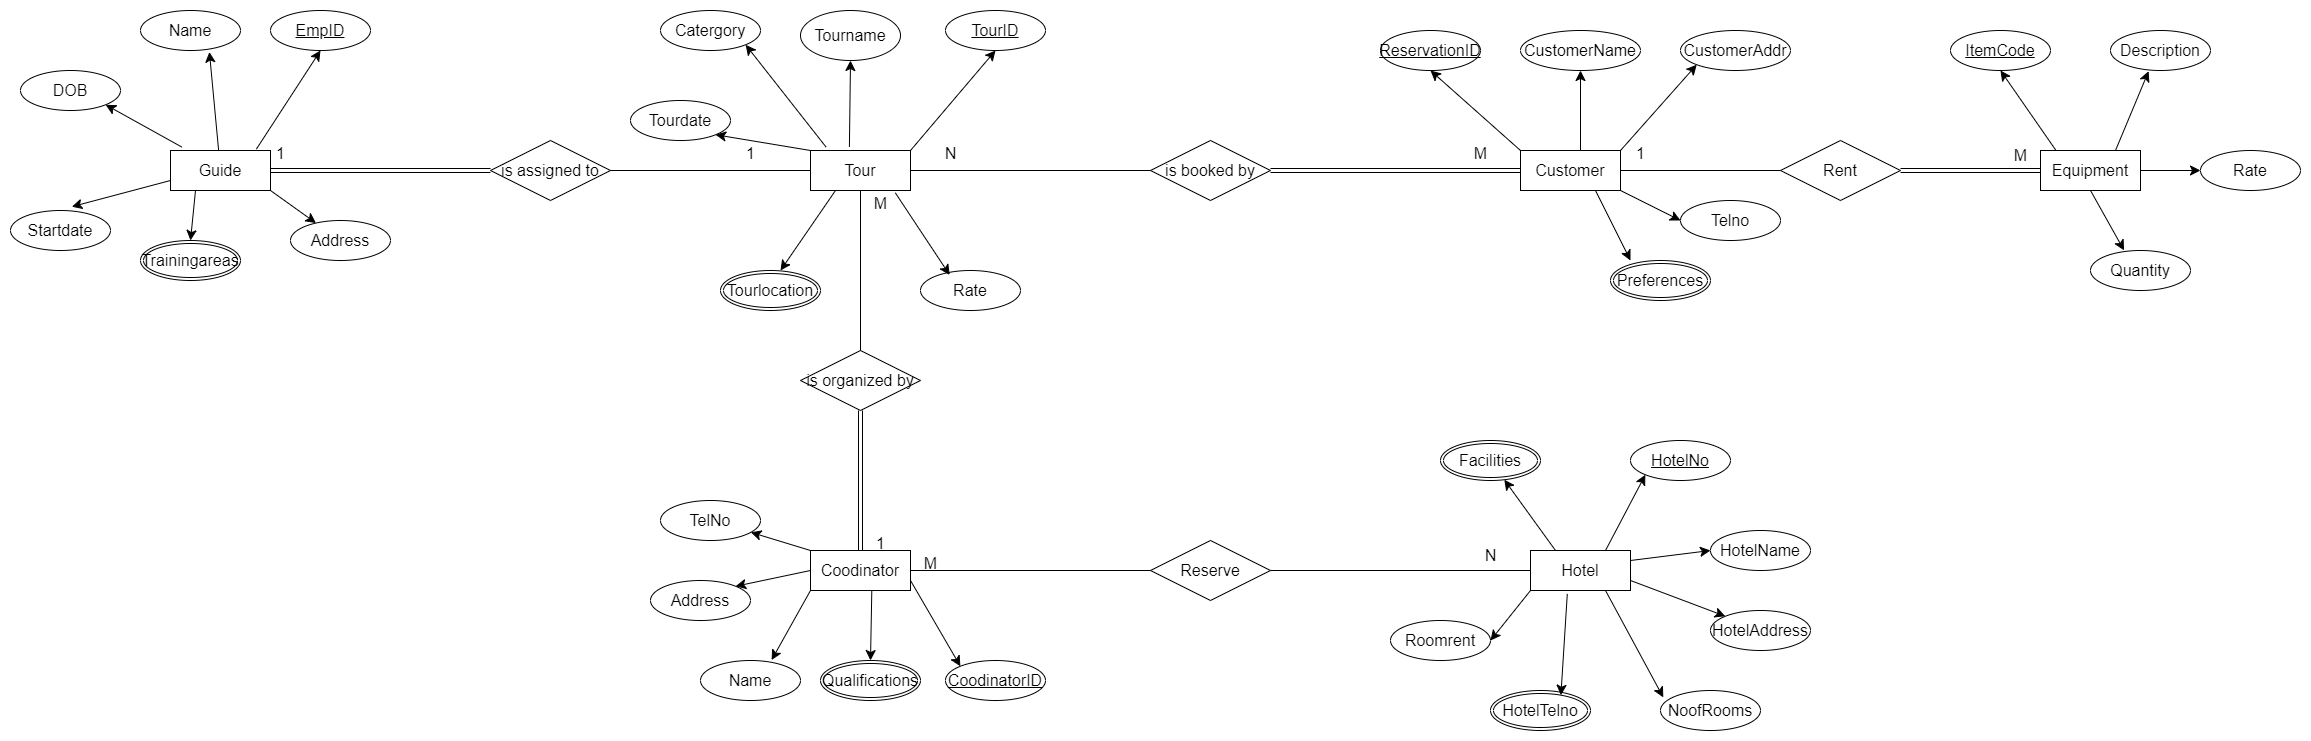 Name
EmpID
Catergory
Tourname
TourID
ReservationID
CustomerName
CustomerAddr
ItemCode
Description
DOB
Tourdate
1
1
N
M
1
M
Guide
is assigned to
Tour
is booked by
Customer
Rent
Equipment
Rate
M
Startdate
Trainingareas
Address
Telno
Tourlocation
Rate
Preferences
Quantity
is organized by
Facilities
HotelNo
TelNo
1
M
N
HotelName
Coodinator
Reserve
Hotel
Address
Roomrent
HotelAddress
Name
Qualifications
CoodinatorID
HotelTelno
NoofRooms